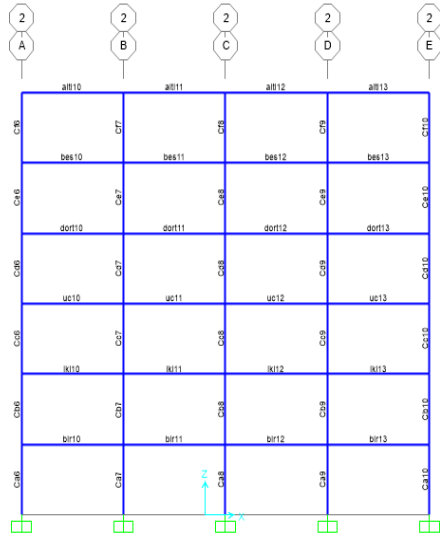 2 2 2 2 2
A B C D E
alti10 alti11 alti12 alti13
Cf6 Cf7 Cf8 Cf9 Cf10
bes10 bes11 bes12 bes13
Ce6 Ce7 Ce8 Ce9 Ce10
dort10 dort11 dort12 dort13
Cd6 Cd7 Cd8 Cd9 Cd10
uc10 uc11 uc12 uc13
Cc6 Cc7 Cc8 Cc9 Cc10
iki10 iki11 iki12 iki13
Cb6 Cb7 Cb8 Cb9 Cb10
bir10 bir11 bir12 bir13
Ca6 Ca7 Ca8 Ca9 Ca10
Z
X